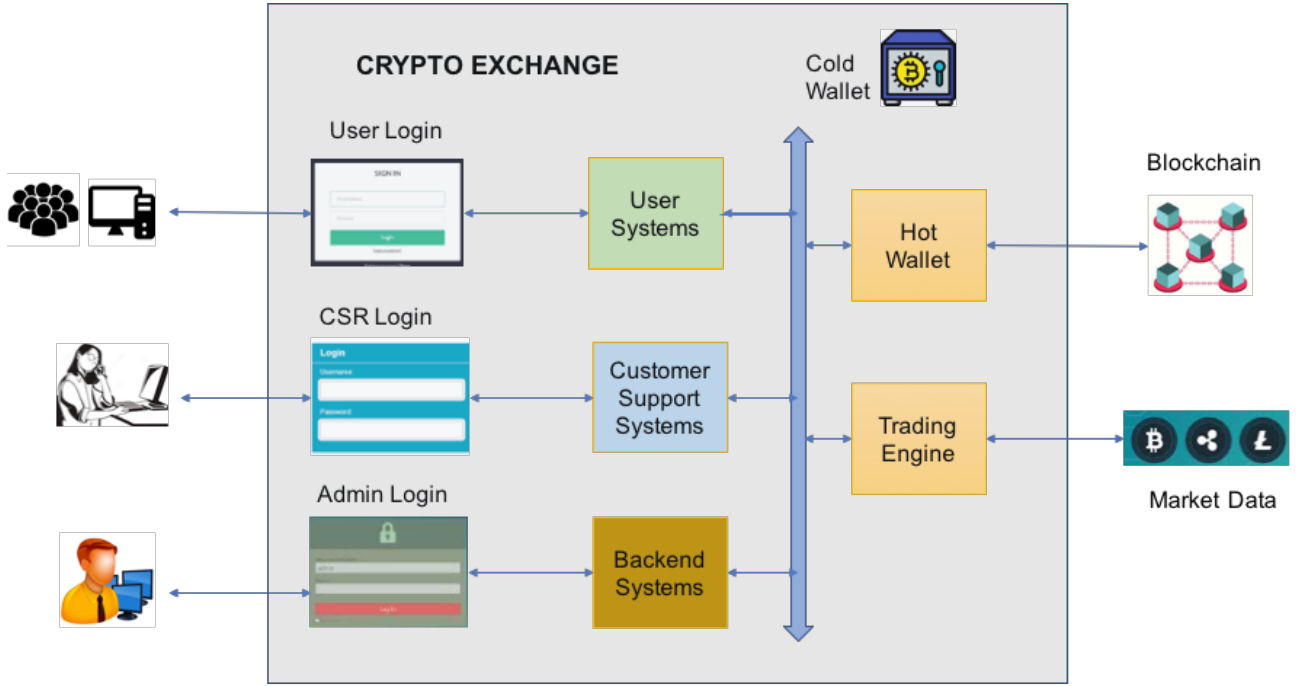 CRYPTO EXCHANGE
Cold
Wallet
User Login
SIGN IN
Login
User
Systems
Hot
Wallet
Blockchain
CSR Login
Login
Username
Password
Customer
Support
Systems
Trading
Engine
Market Data
Admin Login
admin
Log In
Backend
Systems